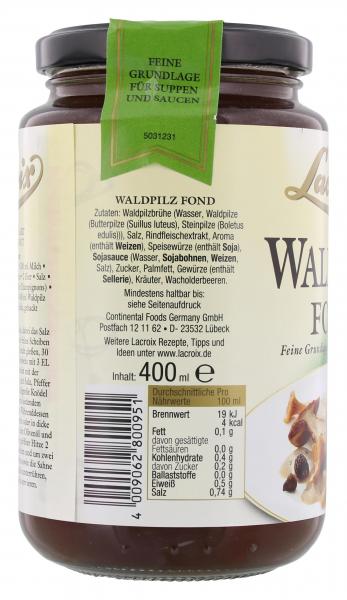 FEINE
GRUNDLAGE
FÜR SUPPEN
UND SAUCEN
5031231
WALDPILZ FOND
Zutaten: Waldpilzbrühe (Wasser, Waldpilze
(Butterpilze (Suillus luteus), Steinpilze (Boletus
edulis))), Salz, Rindfleischextrakt, Aroma
(enthält Weizen), Speisewürze (enthält Soja),
Sojasauce (Wasser, Sojabohnen, Weizen,
Salz), Zucker, Palmfett, Gewürze (enthält
Sellerie), Kräuter, Wacholderbeeren.
Mindestens haltbar bis:
siehe Seitenaufdruck
Continental Foods Germany GmbH
Postfach 12 11 62 • D- 23532 Lübeck
Weitere Lacroix Rezepte, Tipps und
Ideen unter www.lacroix.de
Inhalt: 400 ml ℮
Durchschnittliche Pro
Nährwerte 100 ml
Brennwert 19 kJ
4 kcal
Fett 0,1 g
davon gesättigte
Fettsäuren 0,0 g
Kohlenhydrate 0,4 g
davon Zucker 0,2 g
Ballaststoffe 0,0 g
Eiweiß 0,5 g
Salz 0,74 g
4 009062 800951
La
WAL
FO
Feine Grundla